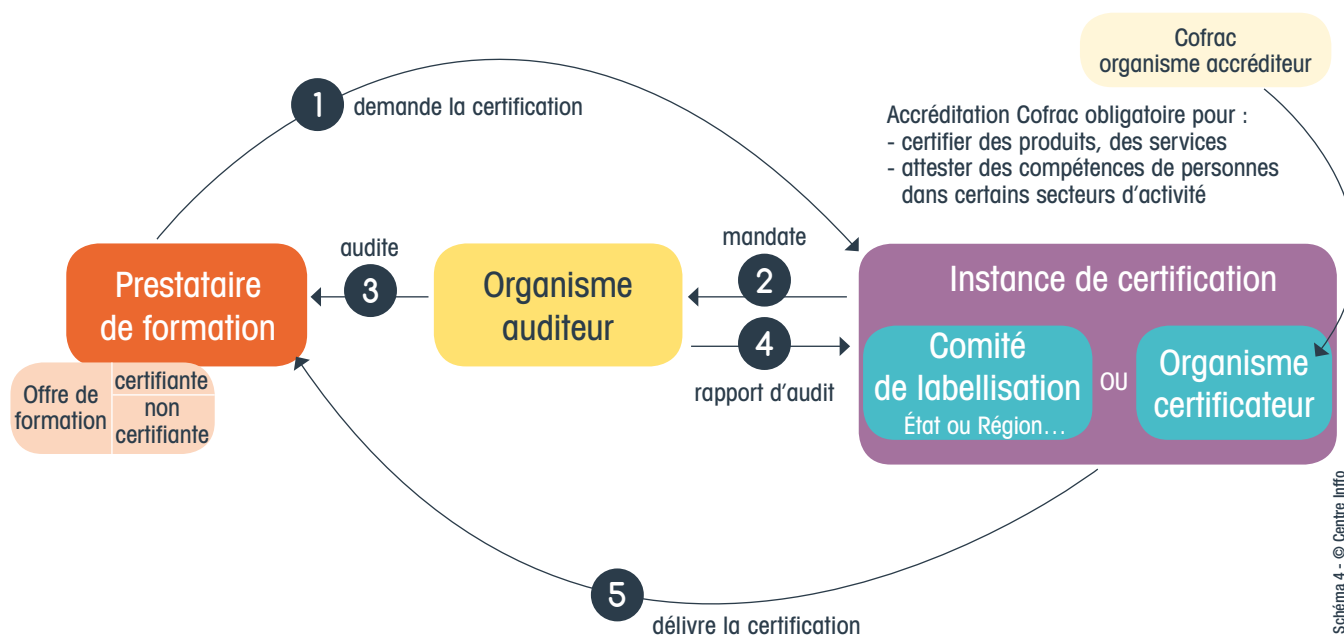 Cofrac
organisme accréditeur
1
demande la certification
Accréditation Cofrac obligatoire pour :
- certifier des produits, des services
- attester des compétences de personnes
dans certains secteurs d'activité
Prestataire
de formation
Offre de
formation
certifiante
non
certifiante
audite
3
Organisme
auditeur
mandate
2
4
rapport d'audit
Instance de certification
Comité
de labellisation
État ou Région...
OU
Organisme
certificateur
5
délivre la certification
Schéma 4 - © Centre Inffo